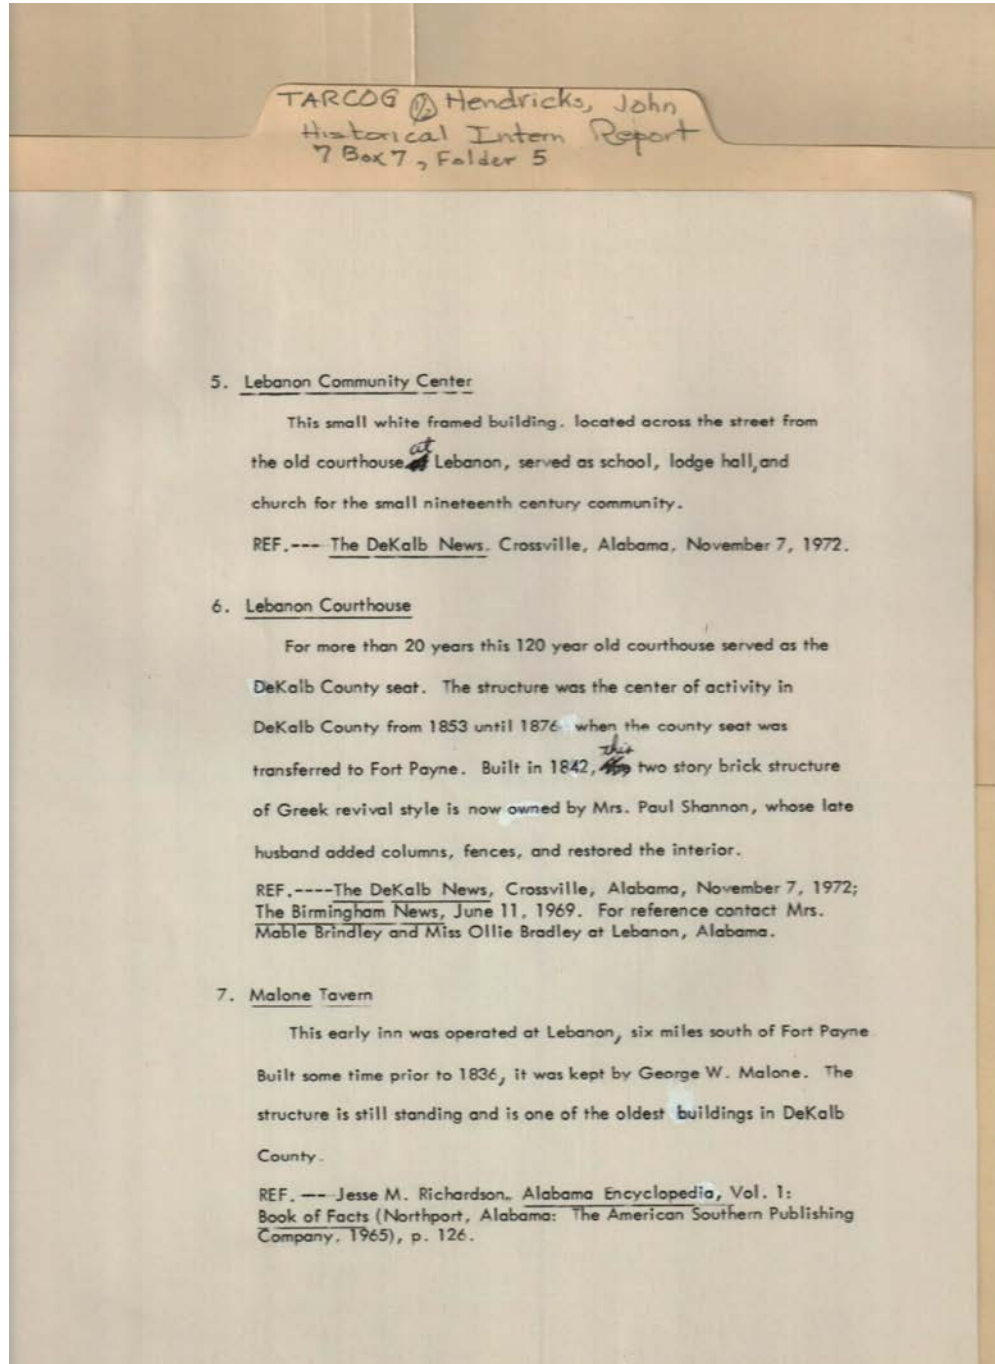 TARCOG 1/2 Hendricks, John
Historical Intern Report
7 Box 7, Folder 5
5. Lebanon Community Center
This small white framed building. located across the street from
at
the old courthouse Lebanon, served as school, lodge hall, and
church for the small nineteenth century community.
REF.--- The DeKalb News. Crossville, Alabama, November 7, 1972.
6. Lebanon Courthouse
For more than 20 years this 120 year old courthouse served as the
DeKalb County seat. The structure was the center of activity in
DeKalb County from 1853 until 1876 when the county seat was
this
transferred to Fort Payne. Built in 1842, two story brick structure
of Greek revival style is now owned by Mrs. Paul Shannon, whose late
husband added columns, fences, and restored the interior.
REF.----The DeKalb News, Crossville, Alabama, November 7, 1972;
The Birmingham News, June 11, 1969. For reference contact Mrs.
Mable Brindley and Miss Ollie Bradley at Lebanon, Alabama.
7. Malone Tavern
This early inn was operated at Lebanon, six miles south of Fort Payne
Built some time prior to 1836, it was kept by George W. Malone. The
structure is still standing and is one of the oldest buildings in DeKalb
County.
REF. -- Jesse M. Richardson. Alabama Encyclopedia, Vol. 1:
Book of Facts (Northport, Alabama: The American Southern Publishing
Company. 1965), p. 126.